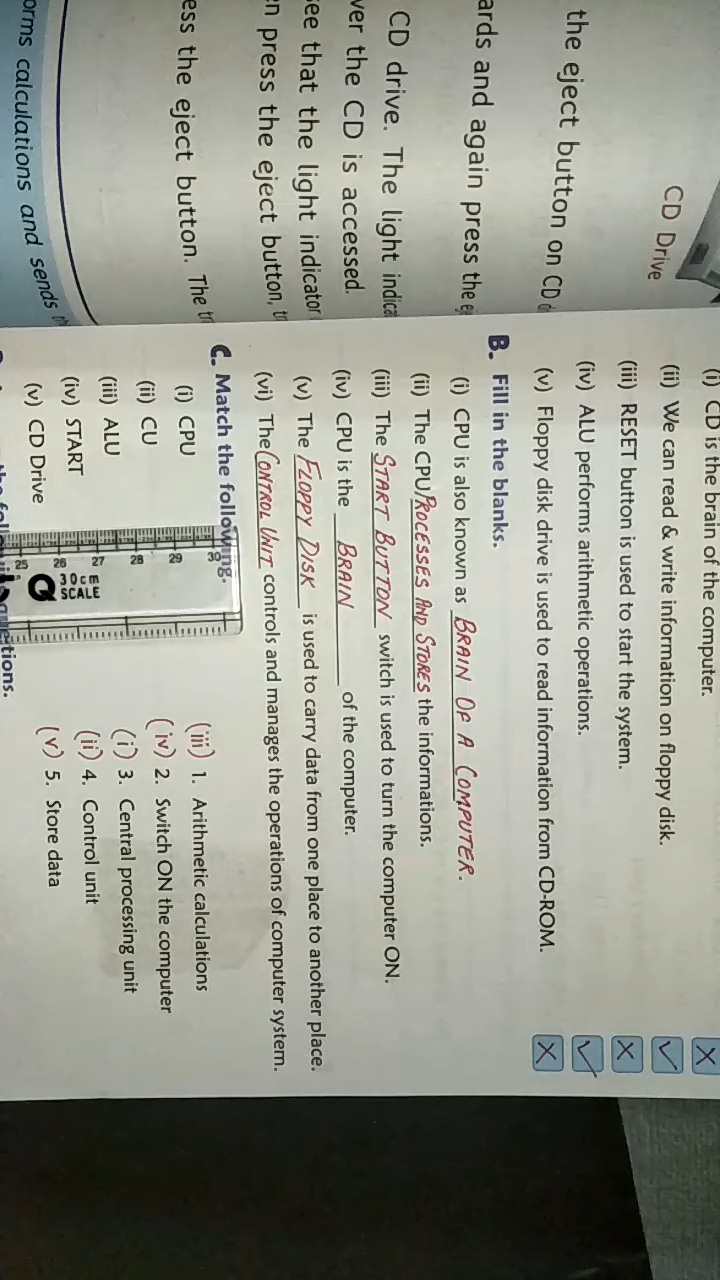 CD Drive
the eject button on CD
ards and again press the
CD drive. The light indica
ver the CD is accessed.
see that the light indicator
en press the eject button,
ess the eject button. The
orms calculations and sends
(i) CD is the brain of the computer. X
(ii) We can read & write information on floppy disk. ✓
(iii) RESET button is used to start the system. X
(iv) ALU performs arithmetic operations. ✓
(v) Floppy disk drive is used to read information from CD-ROM. X
B. Fill in the blanks.
(i) CPU is also known as BRAIN OF A COMPUTER.
(ii) The CPU PROCESSES AND STORES the informations.
(iii) The START BUTTON switch is used to turn the computer ON.
(iv) CPU is the BRAIN of the computer.
(v) The FLOPPY DISK is used to carry data from one place to another place.
(vi) The CONTROL UNIT controls and manages the operations of computer system.
C. Match the following
(i) CPU (iii) 1. Arithmetic calculations
(ii) CU (iv) 2. Switch ON the computer
(iii) ALU (i) 3. Central processing unit
(iv) START (ii) 4. Control unit
(v) CD Drive (v) 5. Store data
25 26 27 28 29 30
30cm
SCALE